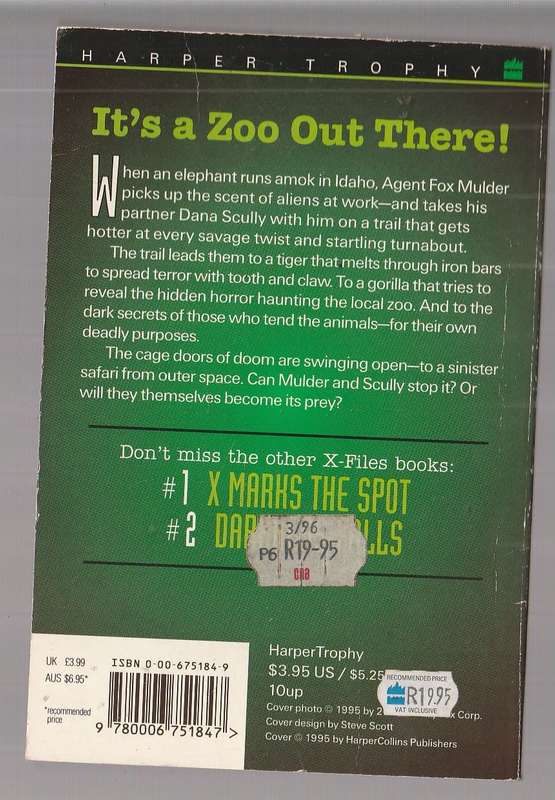 HARPER TROPHY
It's a Zoo Out There!
When an elephant runs amok in Idaho, Agent Fox Mulder
picks up the scent of aliens at work—and takes his
partner Dana Scully with him on a trail that gets
hotter at every savage twist and startling turnabout.
The trail leads them to a tiger that melts through iron bars
to spread terror with tooth and claw. To a gorilla that tries to
reveal the hidden horror haunting the local zoo. And to the
dark secrets of those who tend the animals—for their own
deadly purposes.
The cage doors of doom are swinging open—to a sinister
safari from outer space. Can Mulder and Scully stop it? Or
will they themselves become its prey?
Don't miss the other X-Files books:
#1 X MARKS THE SPOT
#2
3/96
P6 R19-95
CNB
UK £3.99
AUS $6.95*
*recommended
price
ISBN 0-00-675184-9
9 780006 751847 >
HarperTrophy
$3.95 US / $5.25
10up
Cover photo © 1995 by
Corp.
Cover design by Steve Scott
Cover © 1995 by HarperCollins Publishers
RECOMMENDED PRICE
R19.95
VAT INCLUSIVE